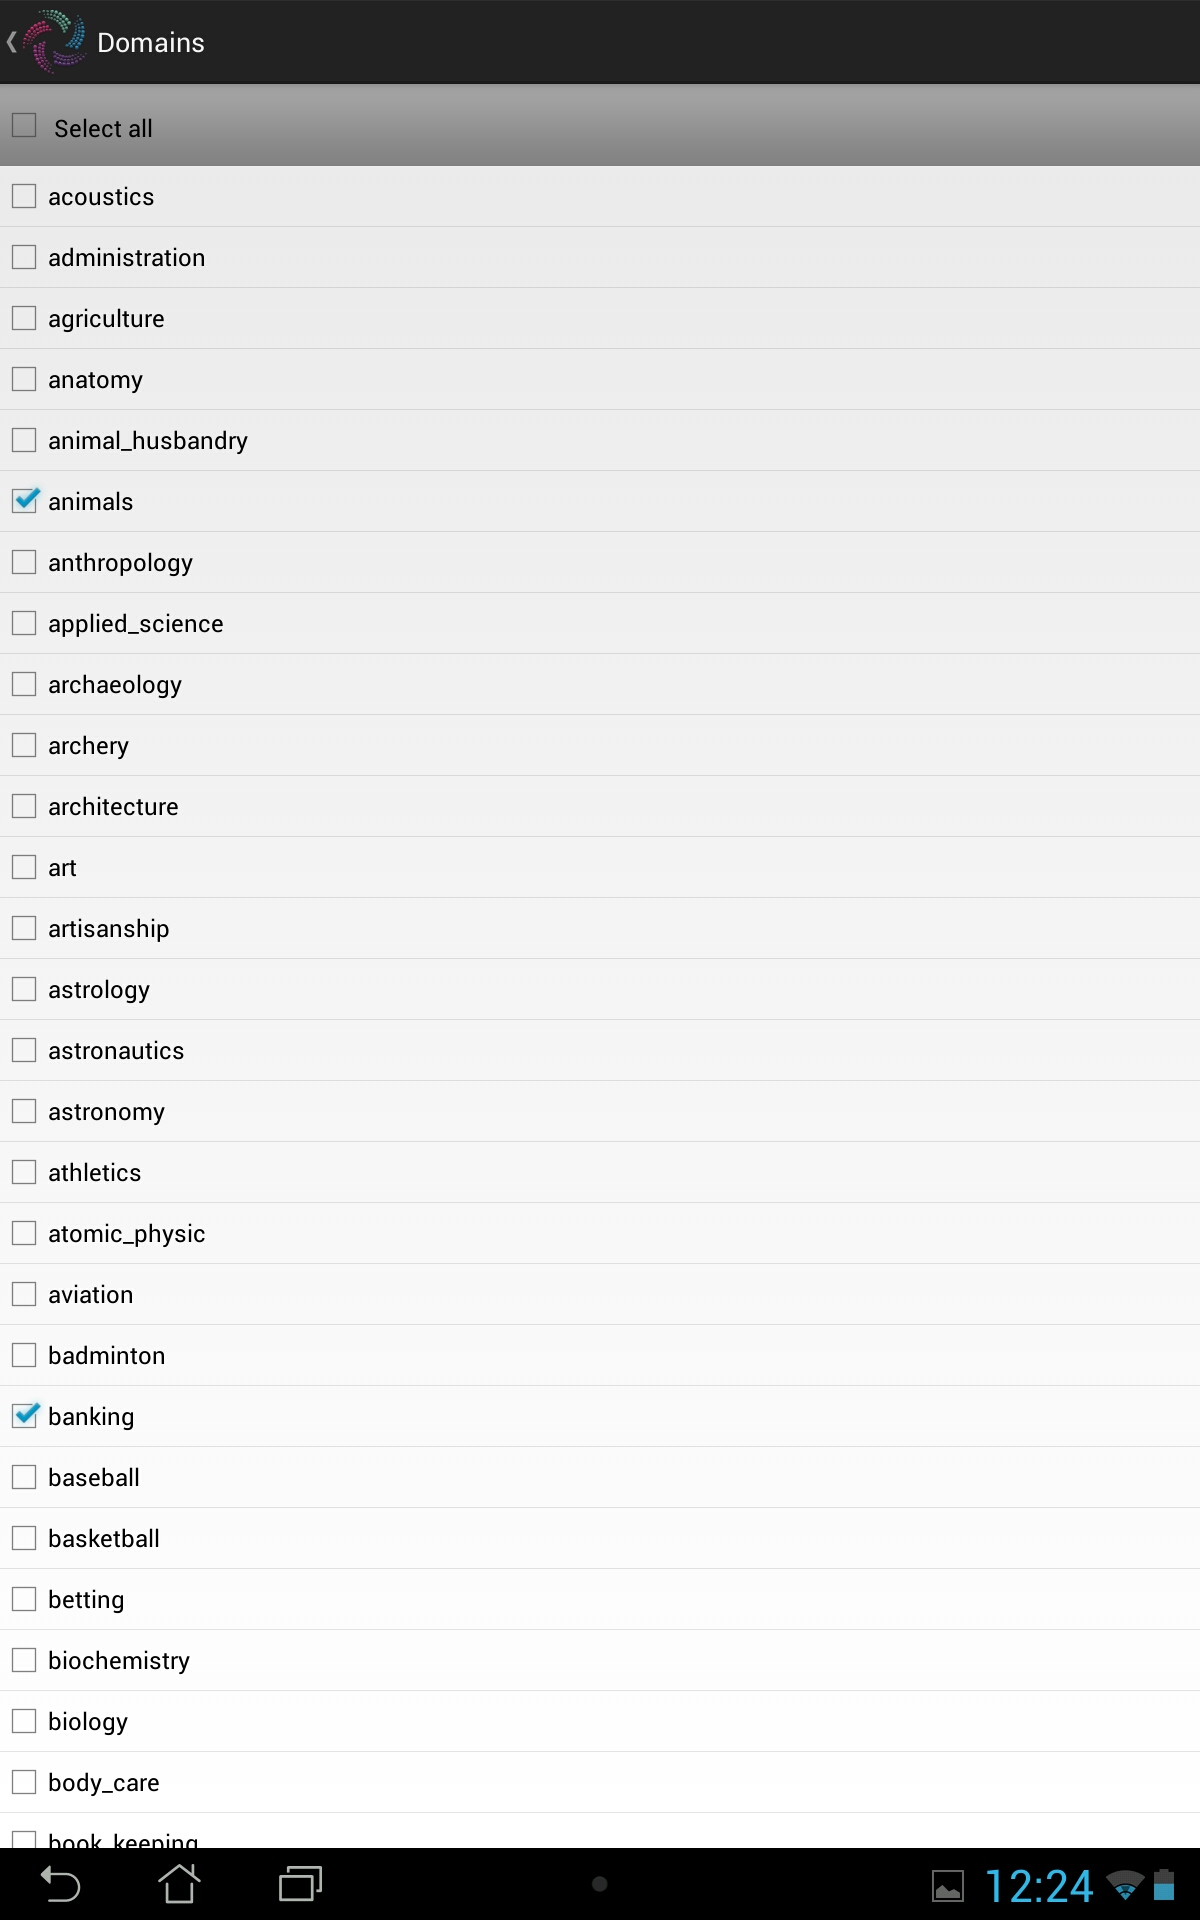 Domains
Select all
acoustics
administration
agriculture
anatomy
animal_husbandry
animals
anthropology
applied_science
archaeology
archery
architecture
art
artisanship
astrology
astronautics
astronomy
athletics
atomic_physic
aviation
badminton
banking
baseball
basketball
betting
biochemistry
biology
body_care
book_keeping
12:24